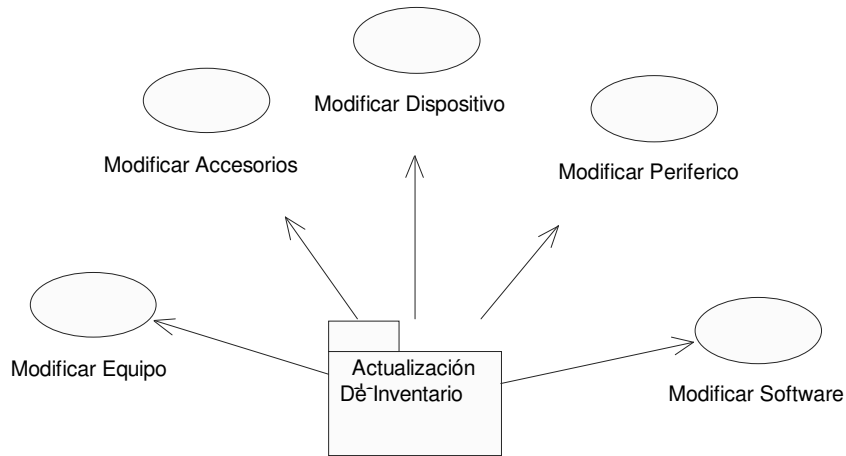 Modificar Dispositivo
Modificar Accesorios
Modificar Periferico
Modificar Equipo
Actualización
De Inventario
Modificar Software